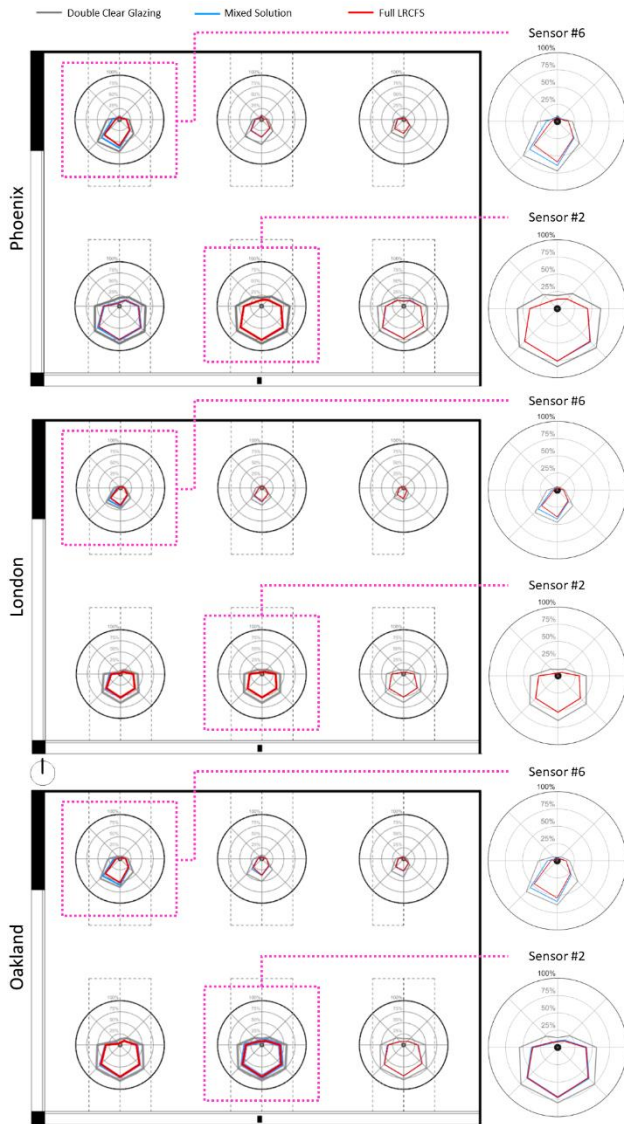 Double Clear Glazing
Mixed Solution
Full LRCFS
Sensor #6
100%
75%
50%
25%
Sensor #2
100%
75%
50%
25%
Phoenix
Sensor #6
100%
75%
50%
25%
Sensor #2
100%
75%
50%
25%
London
Sensor #6
100%
75%
50%
25%
Sensor #2
100%
75%
50%
25%
Oakland